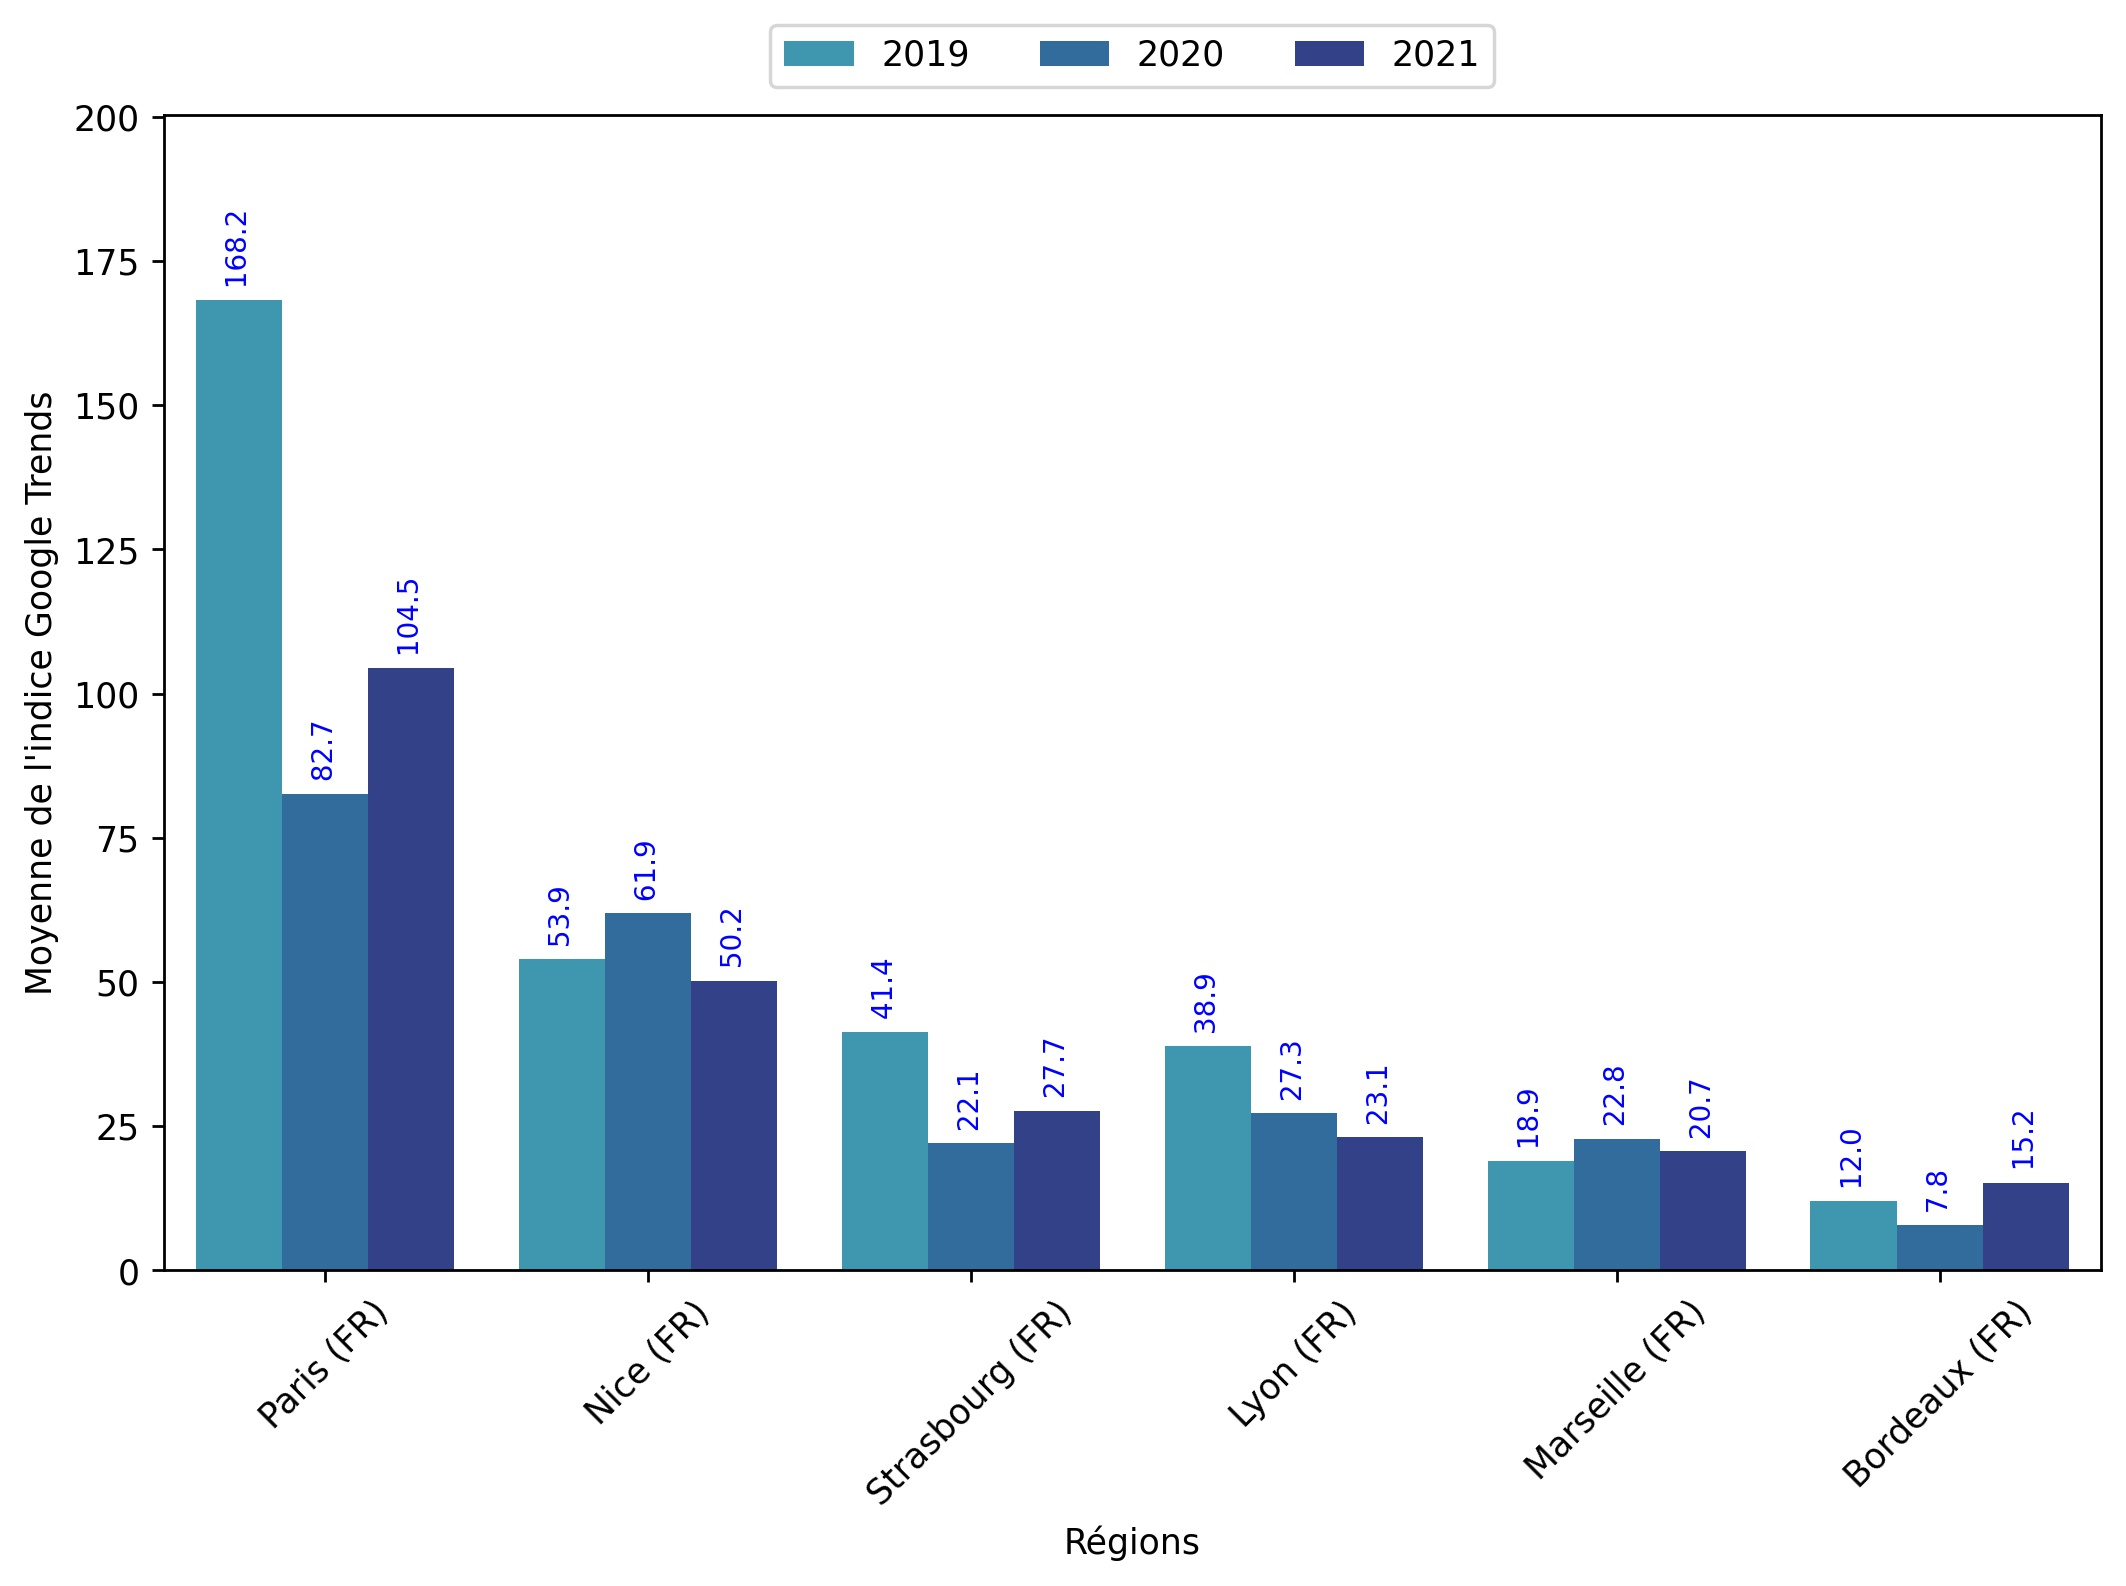 2019 2020 2021
200
175
150
125
100
75
50
25
0
Moyenne de l'indice Google Trends
168.2 82.7 104.5
53.9 61.9 50.2
41.4 22.1 27.7
38.9 27.3 23.1
18.9 22.8 20.7
12.0 7.8 15.2
Paris (FR)
Nice (FR)
Strasbourg (FR)
Lyon (FR)
Marseille (FR)
Bordeaux (FR)
Régions